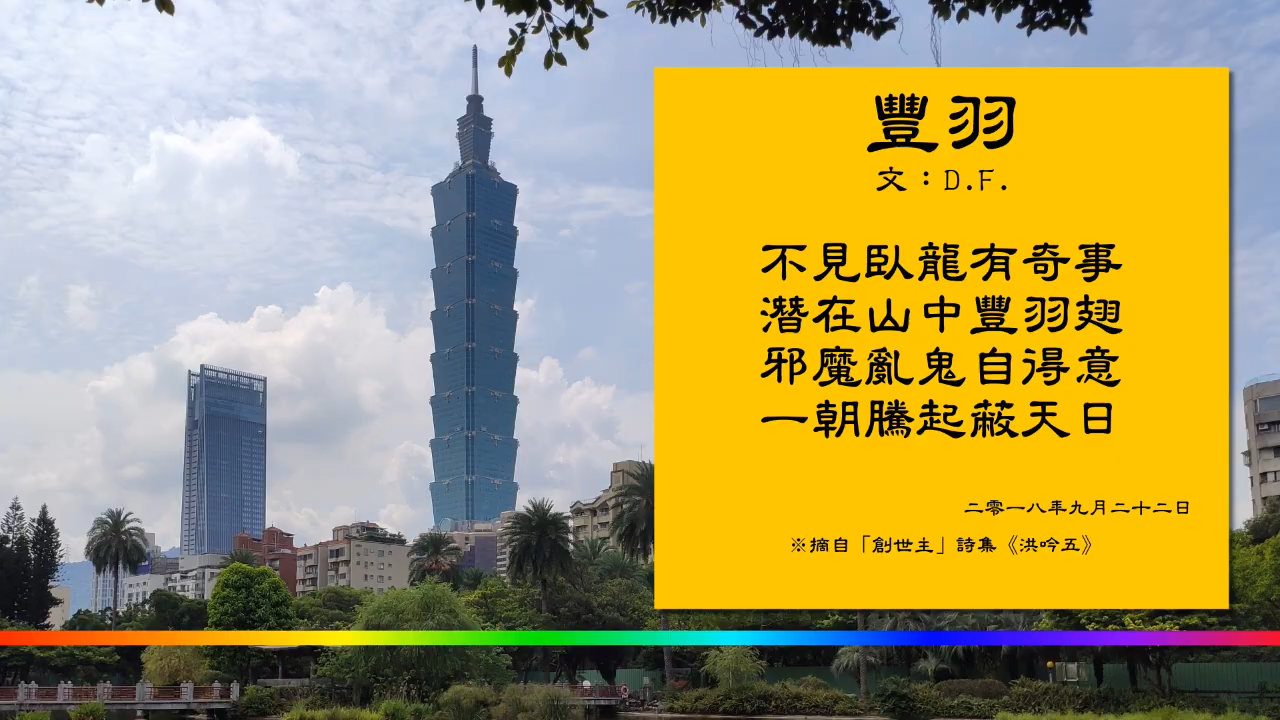 豐羽
文：D.F.
不見臥龍有奇事
潛在山中豐羽翅
邪魔亂鬼自得意
一朝騰起蔽天日
二零一八年九月二十二日
※摘自「創世主」詩集《洪吟五》